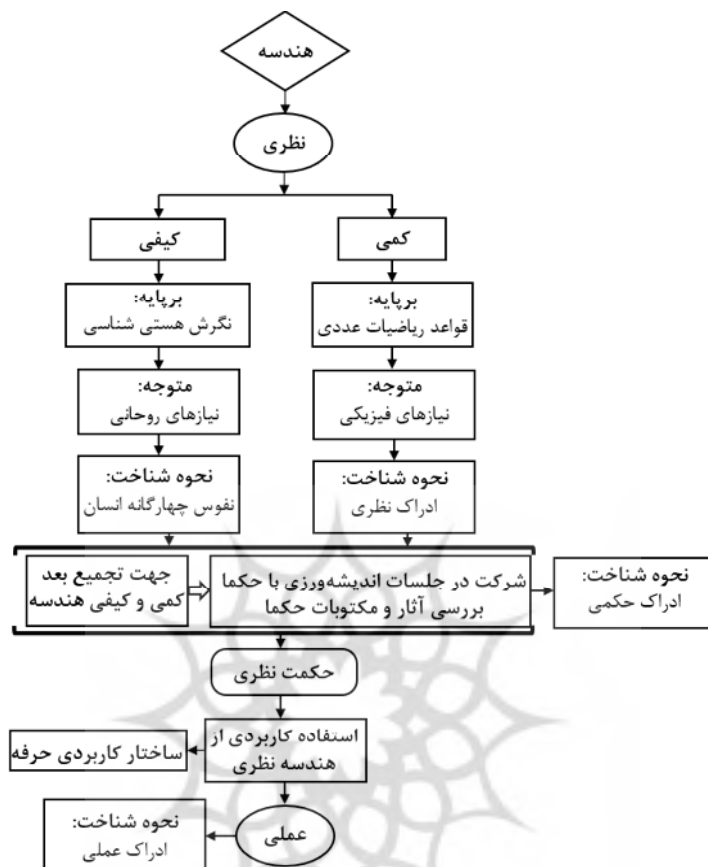 هندسه
نظری
کمی
کیفی
برپایه:
قواعد ریاضیات عددی
برپایه:
نگرش هستی شناسی
متوجه:
نیازهای فیزیکی
متوجه:
نیازهای روحانی
نحوه شناخت:
ادراک نظری
نحوه شناخت:
نفوس چهارگانه انسان
نحوه شناخت:
ادراک حکمی
شرکت در جلسات اندیشه‌ورزی با حکما
بررسی آثار و مکتوبات حکما
جهت تجمیع بعد
کمی و کیفی هندسه
حکمت نظری
استفاده کاربردی از
هندسه نظری
ساختار کاربردی حرفه
عملی
نحوه شناخت:
ادراک عملی